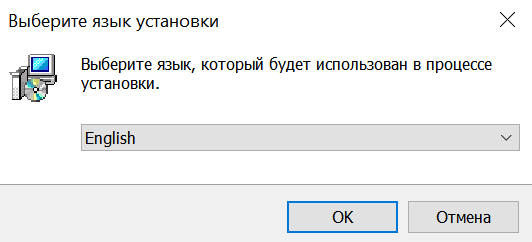 Выберите язык установки
Выберите язык, который будет использован в процессе
установки.
English
OK
Отмена